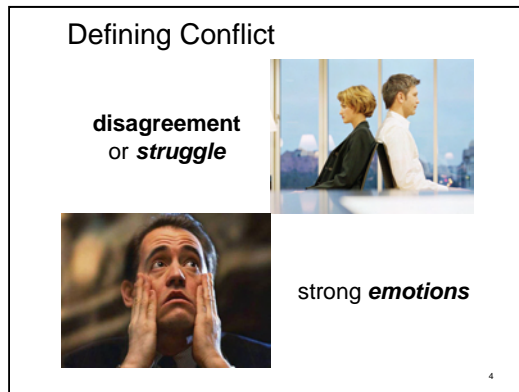 Defining Conflict
disagreement
or struggle
strong emotions
4